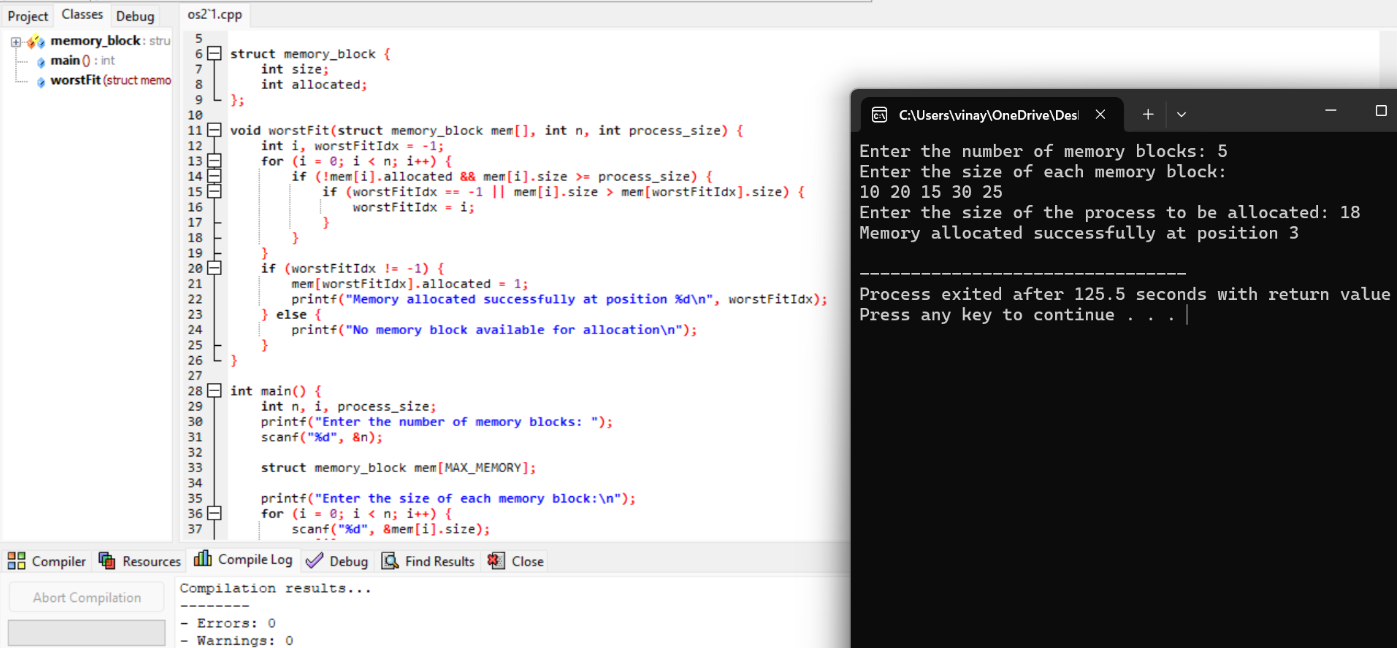 Project Classes Debug
memory_block : stru
main () : int
worstFit (struct memo
os2`1.cpp
5
6 struct memory_block {
7 int size;
8 int allocated;
9 };
10
11 void worstFit(struct memory_block mem[], int n, int process_size) {
12 int i, worstFitIdx = -1;
13 for (i = 0; i < n; i++) {
14 if (!mem[i].allocated && mem[i].size >= process_size) {
15 if (worstFitIdx == -1 || mem[i].size > mem[worstFitIdx].size) {
16 worstFitIdx = i;
17 }
18 }
19 }
20 if (worstFitIdx != -1) {
21 mem[worstFitIdx].allocated = 1;
22 printf("Memory allocated successfully at position %d\n", worstFitIdx);
23 } else {
24 printf("No memory block available for allocation\n");
25 }
26 }
27
28 int main() {
29 int n, i, process_size;
30 printf("Enter the number of memory blocks: ");
31 scanf("%d", &n);
32
33 struct memory_block mem[MAX_MEMORY];
34
35 printf("Enter the size of each memory block:\n");
36 for (i = 0; i < n; i++) {
37 scanf("%d", &mem[i].size);
C:\Users\vinay\OneDrive\Des
Enter the number of memory blocks: 5
Enter the size of each memory block:
10 20 15 30 25
Enter the size of the process to be allocated: 18
Memory allocated successfully at position 3
--------------------------------
Process exited after 125.5 seconds with return value
Press any key to continue . . .
Compiler Resources Compile Log Debug Find Results Close
Abort Compilation
Compilation results...
--------
- Errors: 0
- Warnings: 0